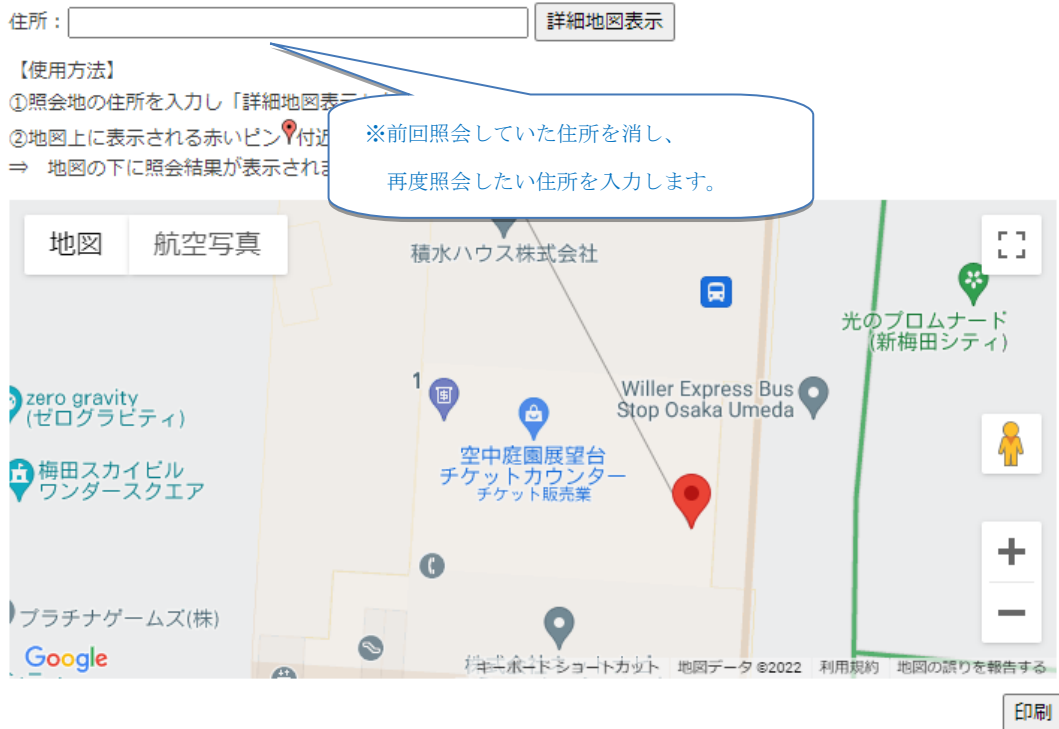 住所：
詳細地図表示
【使用方法】
①照会地の住所を入力し「詳細地図表示
②地図上に表示される赤いピン付近
⇒ 地図の下に照会結果が表示されま
※前回照会していた住所を消し、
再度照会したい住所を入力します。
地図
航空写真
積水ハウス株式会社
光のプロムナード
(新梅田シティ)
1
zero gravity
(ゼログラビティ)
Willer Express Bus
Stop Osaka Umeda
空中庭園展望台
チケットカウンター
チケット販売業
梅田スカイビル
ワンダースクエア
プラチナゲームズ(株)
Google
キーボード ショートカット
地図データ ©2022
利用規約
地図の誤りを報告する
印刷